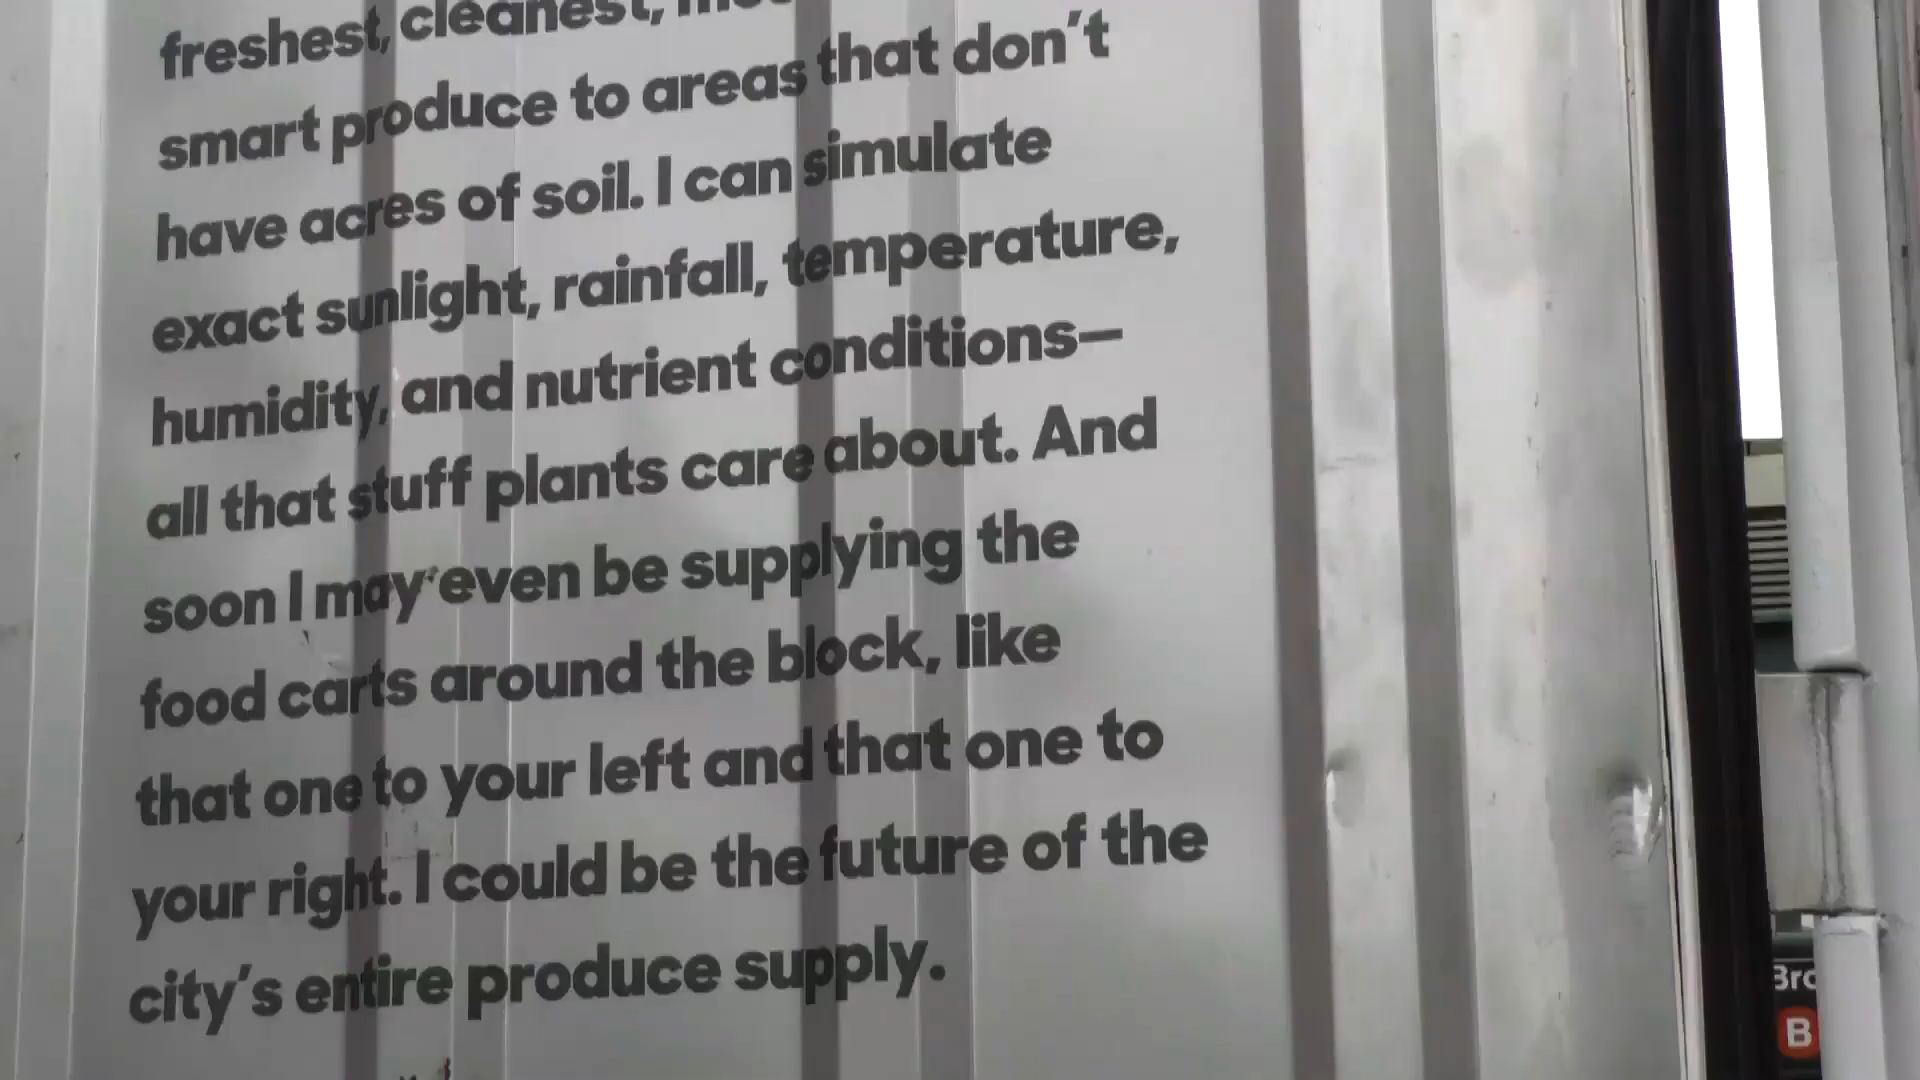 freshest, cleanest,
smart produce to areas that don't
have acres of soil. I can simulate
exact sunlight, rainfall, temperature,
humidity, and nutrient conditions—
all that stuff plants care about. And
soon I may even be supplying the
food carts around the block, like
that one to your left and that one to
your right. I could be the future of the
city's entire produce supply.
B